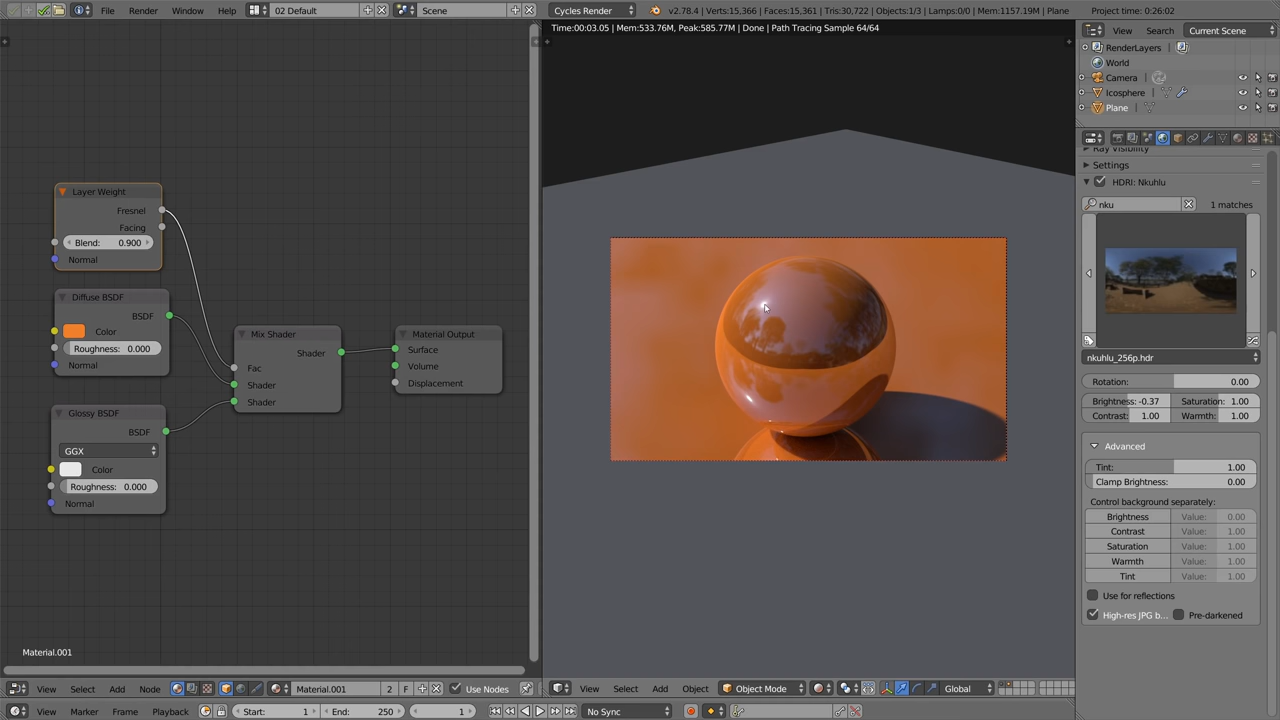 File Render Window Help 02 Default Scene Cycles Render v2.78.4 | Verts:15,366 | Faces:15,361 | Tris:30,722 | Objects:1/3 | Lamps:0/0 | Mem:1157.19M | Plane Project time: 0:26:02
Time:00:03.05 | Mem:533.76M, Peak:585.77M | Done | Path Tracing Sample 64/64
View Search Current Scene
RenderLayers
World
Camera
Icosphere
Plane
Ray Visibility
Settings
HDRI: Nkuhlu
nku 1 matches
nkuhlu_256p.hdr
Rotation: 0.00
Brightness: -0.37 Saturation: 1.00
Contrast: 1.00 Warmth: 1.00
Advanced
Tint: 1.00
Clamp Brightness: 0.00
Control background separately:
Brightness Value: 0.00
Contrast Value: 1.00
Saturation Value: 1.00
Warmth Value: 1.00
Tint Value: 1.00
Use for reflections
High-res JPG b... Pre-darkened
Layer Weight
Fresnel
Facing
Blend: 0.900
Normal
Diffuse BSDF
BSDF
Color
Roughness: 0.000
Normal
Glossy BSDF
BSDF
GGX
Color
Roughness: 0.000
Normal
Mix Shader
Shader
Fac
Shader
Shader
Material Output
Surface
Volume
Displacement
Material.001
View Select Add Node Material.001 2 F Use Nodes
View Select Add Object Object Mode Global
View Marker Frame Playback Start: 1 End: 250 1 No Sync